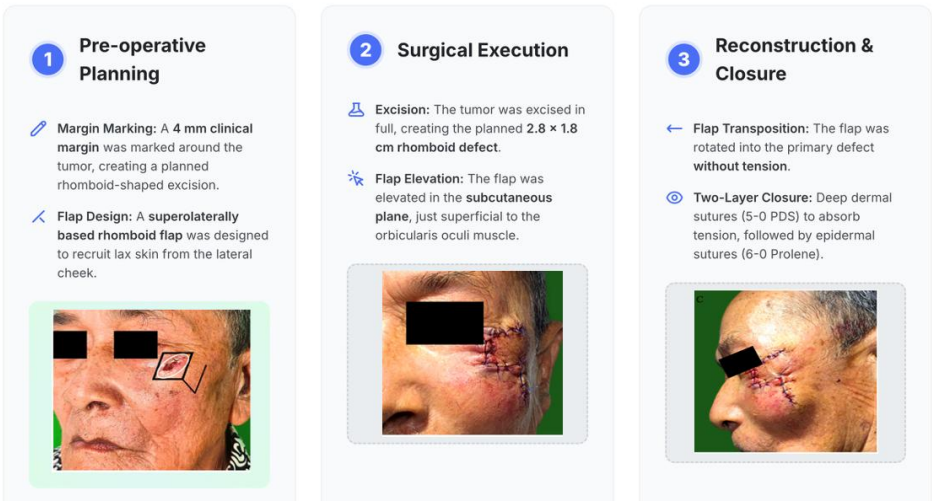 1
Pre-operative
Planning
Margin Marking: A 4 mm clinical
margin was marked around the
tumor, creating a planned
rhomboid-shaped excision.
Flap Design: A superolaterally
based rhomboid flap was designed
to recruit lax skin from the lateral
cheek.
2
Surgical Execution
Excision: The tumor was excised in
full, creating the planned 2.8 × 1.8
cm rhomboid defect.
Flap Elevation: The flap was
elevated in the subcutaneous
plane, just superficial to the
orbicularis oculi muscle.
3
Reconstruction &
Closure
Flap Transposition: The flap was
rotated into the primary defect
without tension.
Two-Layer Closure: Deep dermal
sutures (5-0 PDS) to absorb
tension, followed by epidermal
sutures (6-0 Prolene).
C